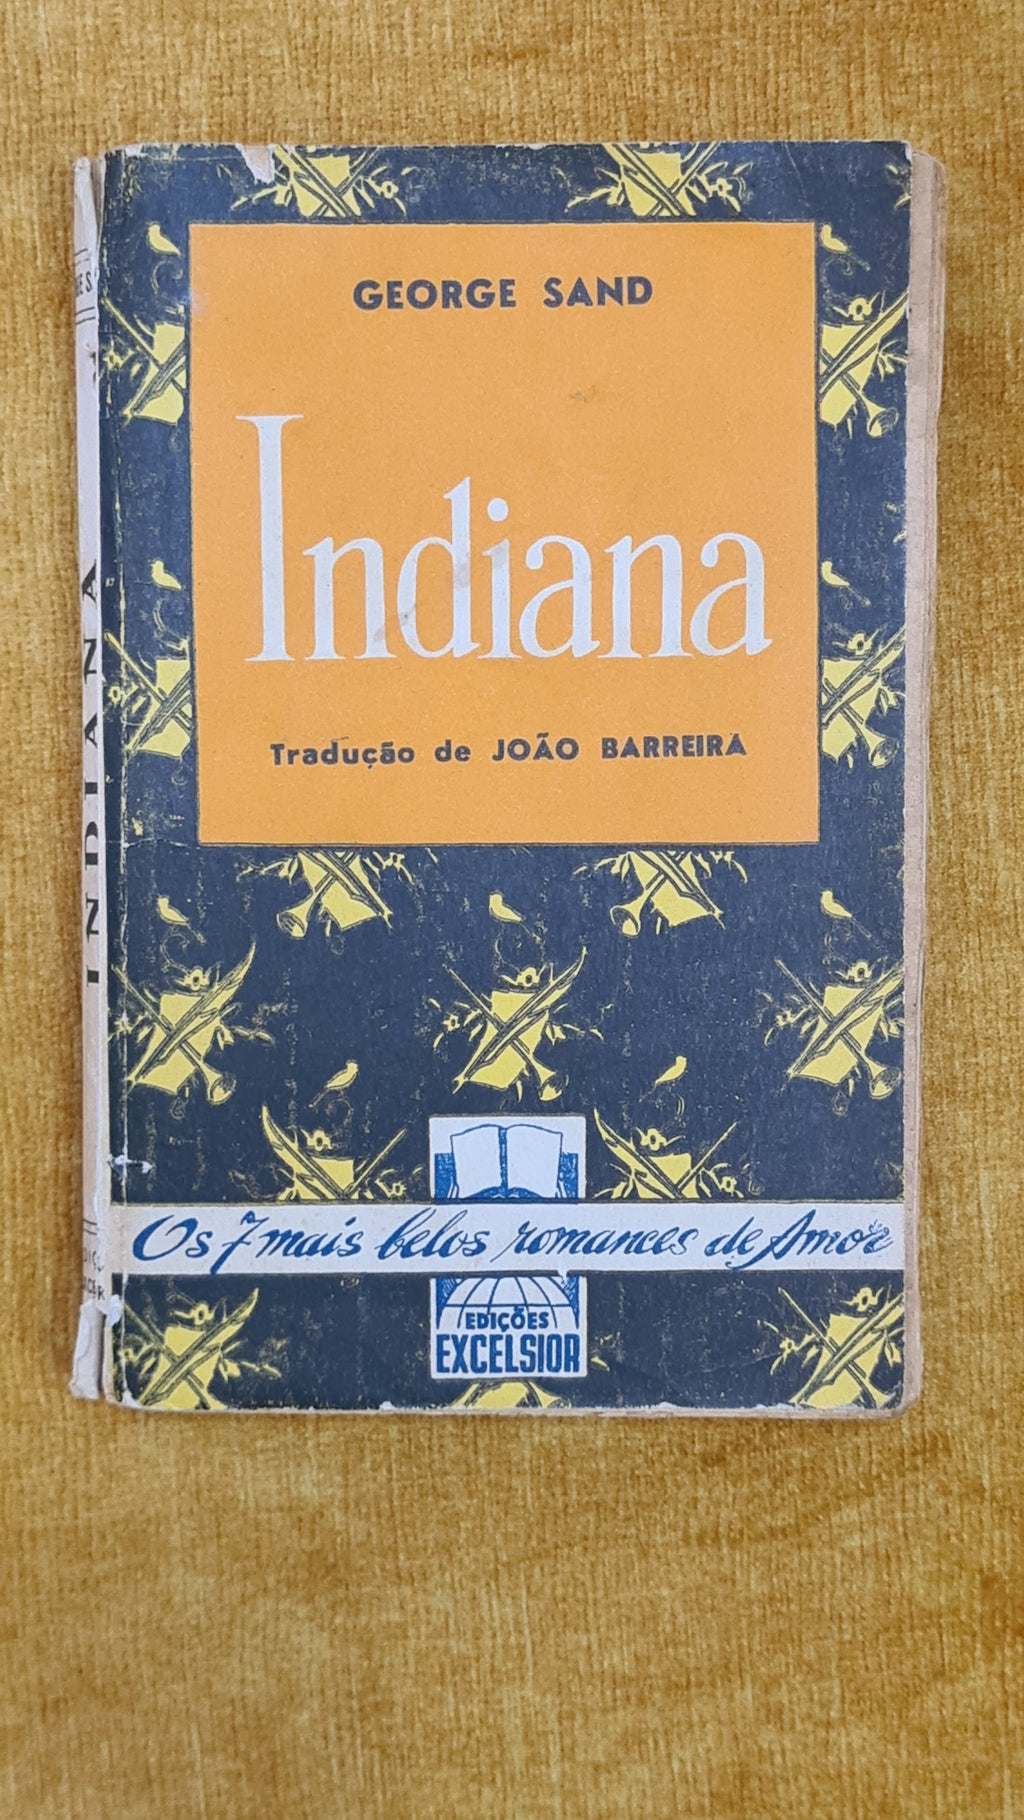 GEORGE SAND
Indiana
Tradução de JOÃO BARREIRA
Os 7 mais belos romances de Amor
EDIÇÕES
EXCELSIOR
INDIANA